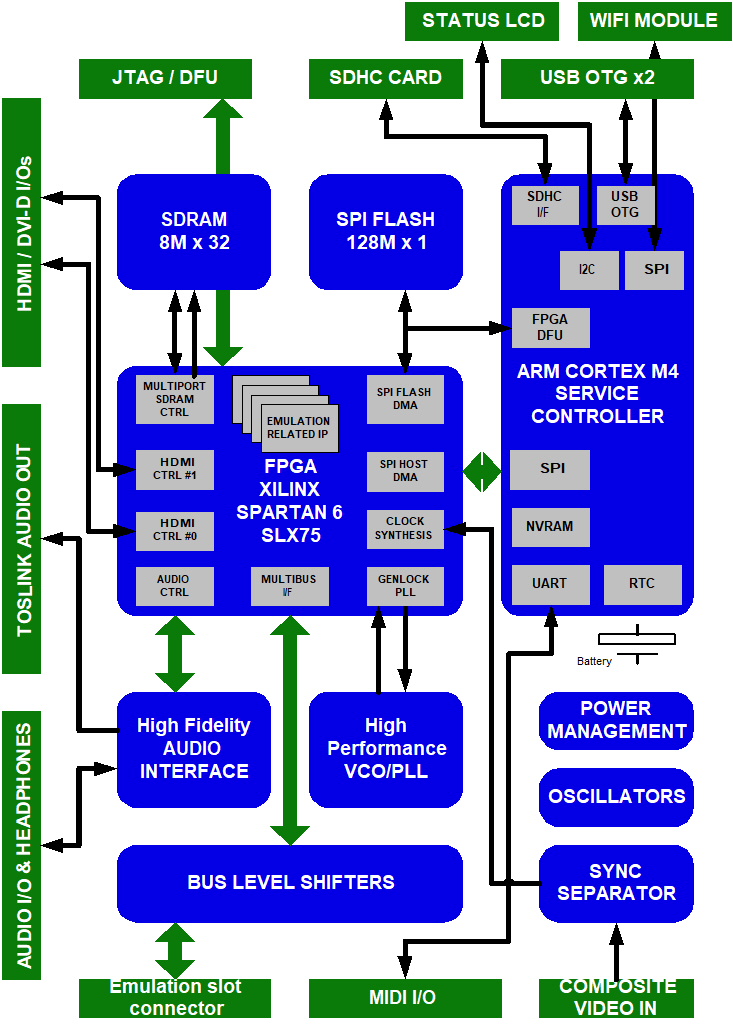 STATUS LCD
WIFI MODULE
JTAG / DFU
SDHC CARD
USB OTG x2
HDMI / DVI-D I/Os
SDRAM
8M x 32
SPI FLASH
128M x 1
SDHC
I/F
USB
OTG
I2C
SPI
FPGA
DFU
ARM CORTEX M4
SERVICE
CONTROLLER
MULTIPORT
SDRAM
CTRL
EMULATION
RELATED IP
SPI FLASH
DMA
HDMI
CTRL #1
FPGA
XILINX
SPARTAN 6
SLX75
SPI HOST
DMA
SPI
HDMI
CTRL #0
CLOCK
SYNTHESIS
NVRAM
AUDIO
CTRL
MULTIBUS
I/F
GENLOCK
PLL
UART
RTC
TOSLINK AUDIO OUT
Battery
High Fidelity
AUDIO
INTERFACE
High
Performance
VCO/PLL
POWER
MANAGEMENT
OSCILLATORS
AUDIO I/O & HEADPHONES
BUS LEVEL SHIFTERS
SYNC
SEPARATOR
Emulation slot
connector
MIDI I/O
COMPOSITE
VIDEO IN